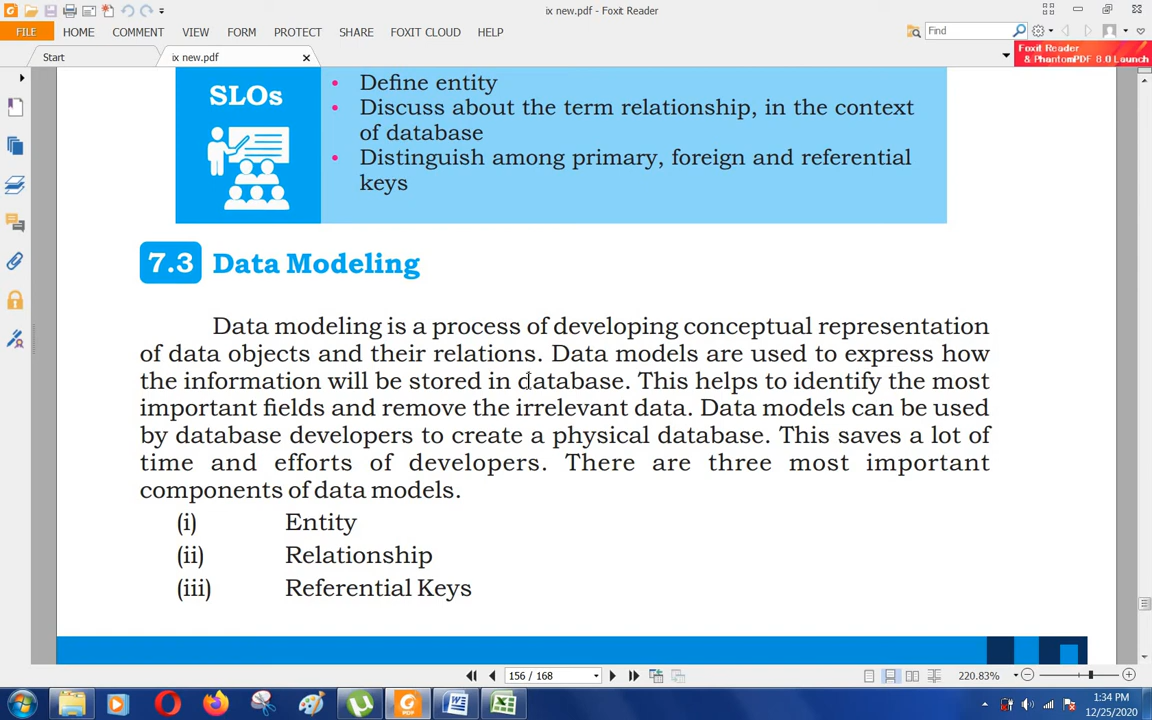 ix new.pdf - Foxit Reader
FILE HOME COMMENT VIEW FORM PROTECT SHARE FOXIT CLOUD HELP
Find
Start ix new.pdf
Foxit Reader
& PhantomPDF 8.0 Launch
SLOs
• Define entity
• Discuss about the term relationship, in the context
of database
• Distinguish among primary, foreign and referential
keys
7.3 Data Modeling
Data modeling is a process of developing conceptual representation
of data objects and their relations. Data models are used to express how
the information will be stored in database. This helps to identify the most
important fields and remove the irrelevant data. Data models can be used
by database developers to create a physical database. This saves a lot of
time and efforts of developers. There are three most important
components of data models.
(i) Entity
(ii) Relationship
(iii) Referential Keys
156 / 168
220.83%
1:34 PM
12/25/2020